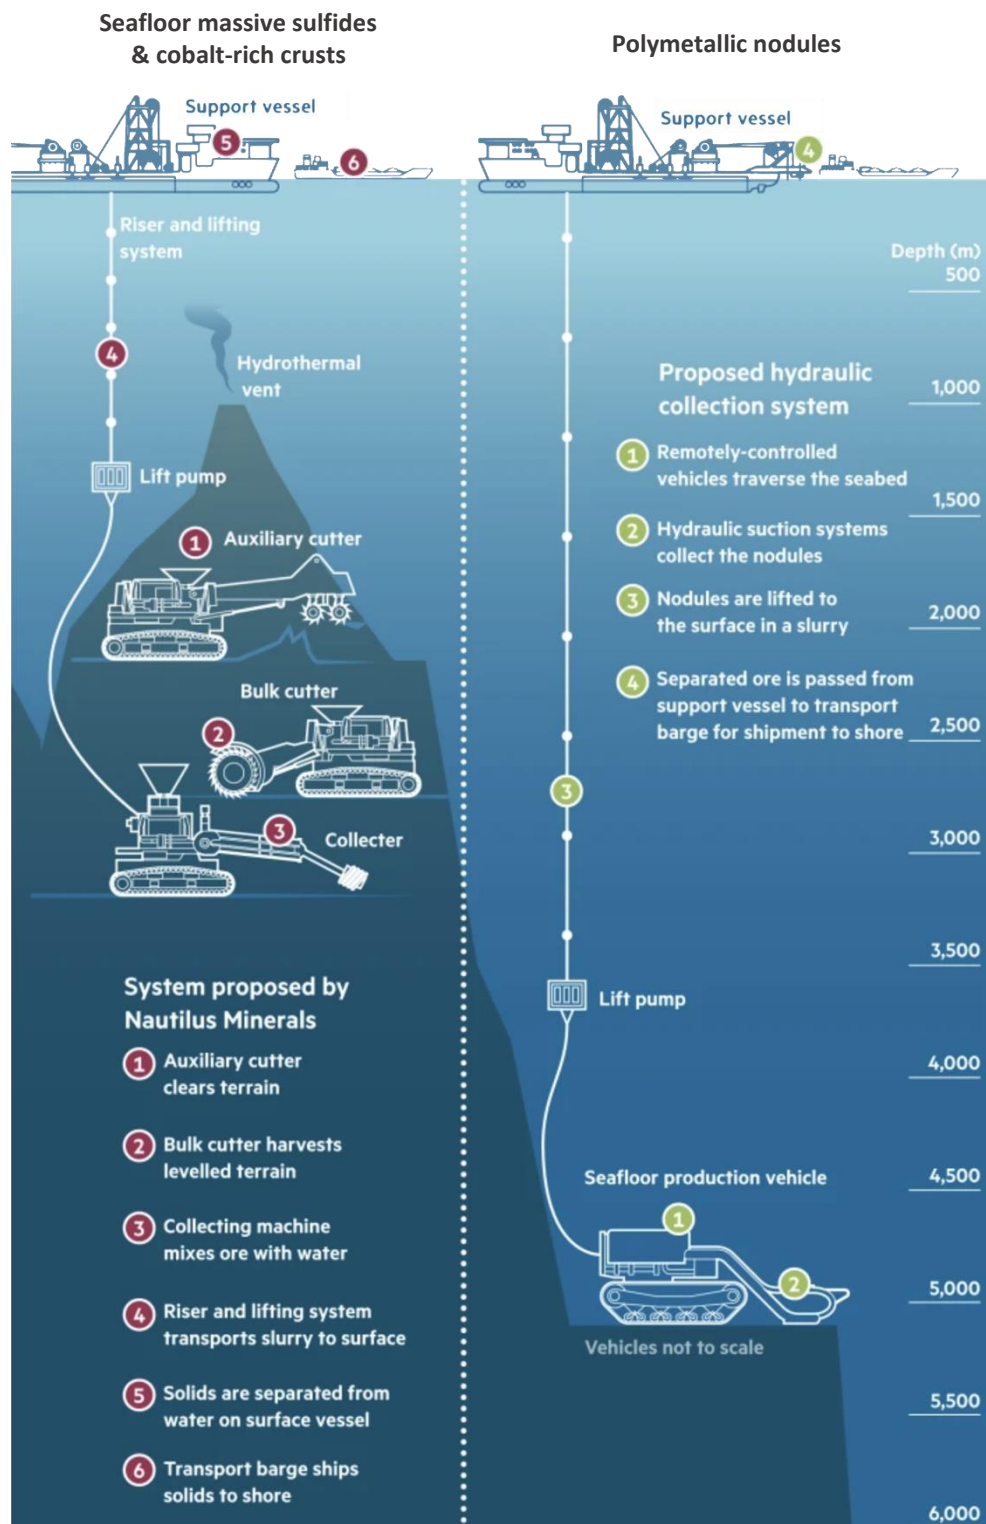 Seafloor massive sulfides
& cobalt-rich crusts
Support vessel
5
6
Riser and lifting
system
4
Hydrothermal
vent
Lift pump
1
Auxiliary cutter
Bulk cutter
2
3
Collecter
System proposed by
Nautilus Minerals
1 Auxiliary cutter
clears terrain
2 Bulk cutter harvests
levelled terrain
3 Collecting machine
mixes ore with water
4 Riser and lifting system
transports slurry to surface
5 Solids are separated from
water on surface vessel
6 Transport barge ships
solids to shore
Polymetallic nodules
Support vessel
4
Depth (m)
500
1,000
1,500
2,000
2,500
3,000
3,500
4,000
4,500
5,000
5,500
6,000
Proposed hydraulic
collection system
1 Remotely-controlled
vehicles traverse the seabed
2 Hydraulic suction systems
collect the nodules
3 Nodules are lifted to
the surface in a slurry
4 Separated ore is passed from
support vessel to transport
barge for shipment to shore
3
Lift pump
Seafloor production vehicle
1
2
Vehicles not to scale